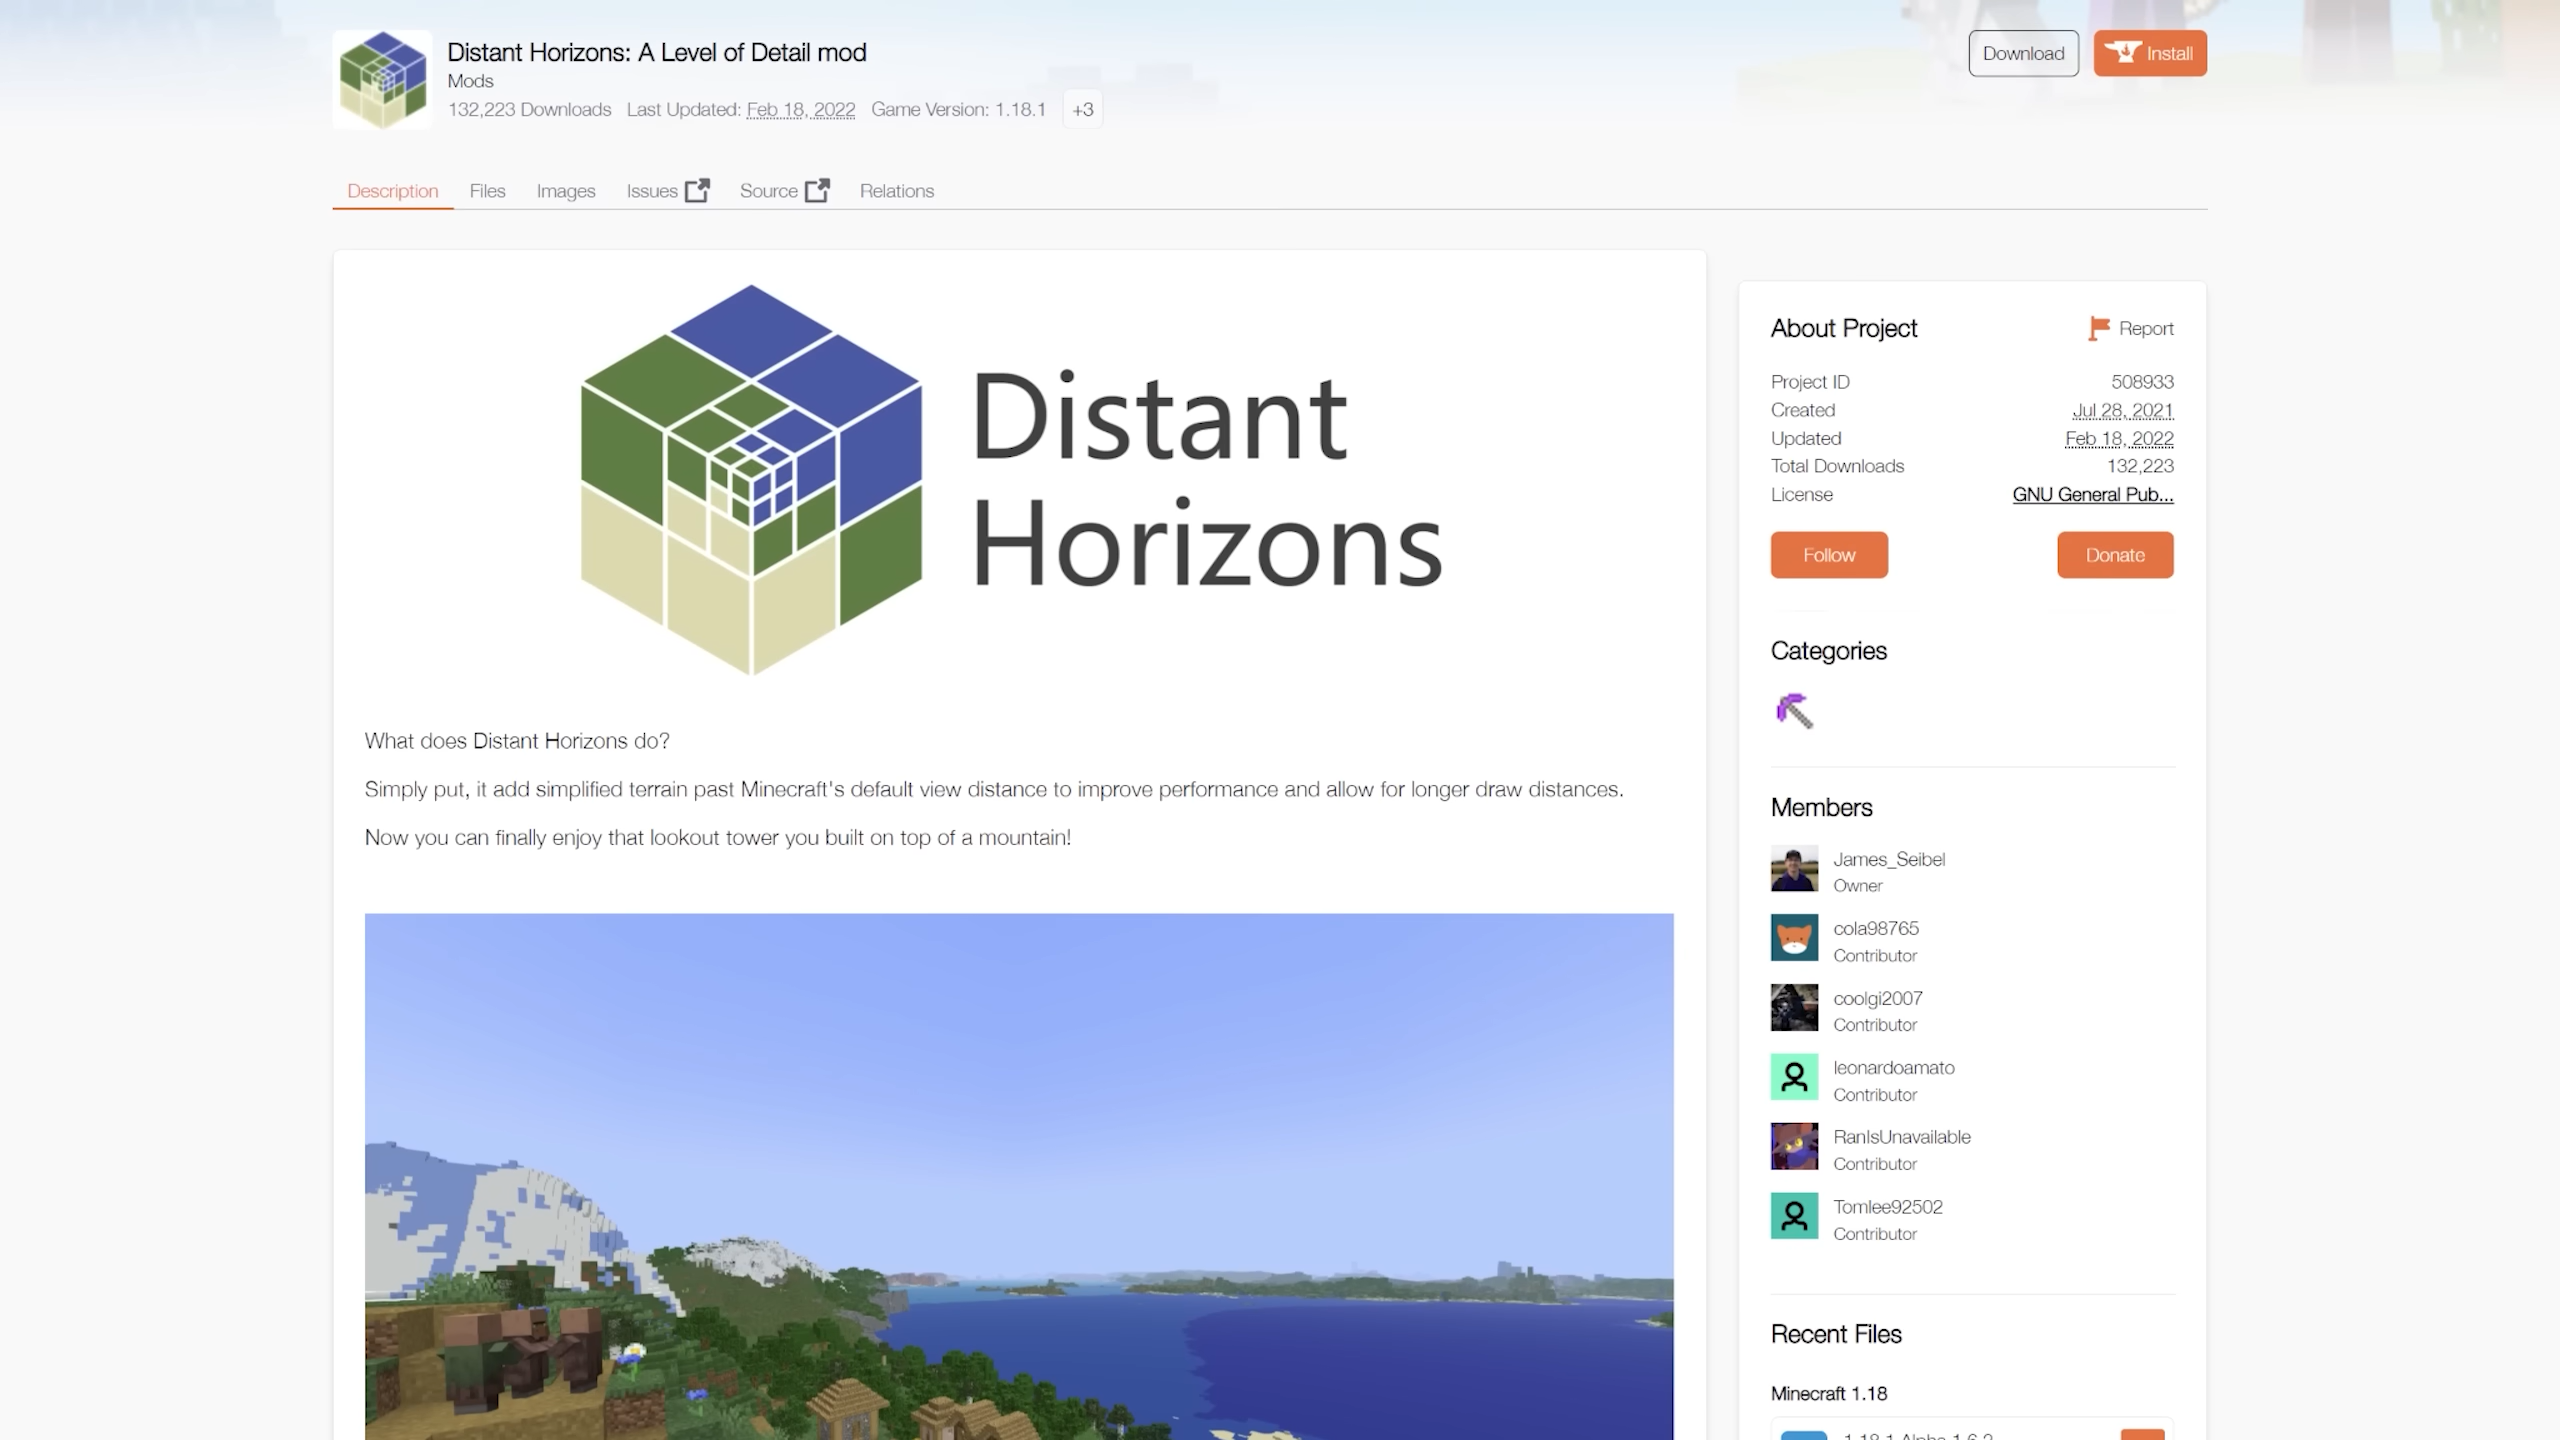 Distant Horizons: A Level of Detail mod
Mods
132,223 Downloads Last Updated: Feb 18, 2022 Game Version: 1.18.1 +3
Download
Install
Description Files Images Issues Source Relations
Distant
Horizons
What does Distant Horizons do?
Simply put, it add simplified terrain past Minecraft's default view distance to improve performance and allow for longer draw distances.
Now you can finally enjoy that lookout tower you built on top of a mountain!
About Project Report
Project ID 508933
Created Jul 28, 2021
Updated Feb 18, 2022
Total Downloads 132,223
License GNU General Pub...
Follow Donate
Categories
Members
James_Seibel
Owner
cola98765
Contributor
coolgi2007
Contributor
leonardoamato
Contributor
RanIsUnavailable
Contributor
Tomlee92502
Contributor
Recent Files
Minecraft 1.18